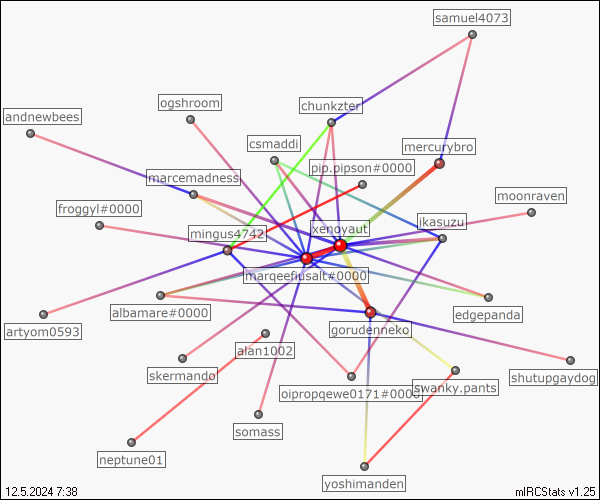 samuel4073
ogshroom
chunkzter
andnewbees
csmaddi
mercurybro
pip.pipson#0000
marcemadness
moonraven
froggyl#0000
xenoyaut
ikasuzu
mingus4742
marqeefiusalt#0000
albamare#0000
edgepanda
artyom0593
gorudenneko
alan1002
skermando
shutupgaydog
oipropqewe0171#0000
swanky.pants
somass
neptune01
yoshimanden
12.5.2024 7:38
mIRCStats v1.25